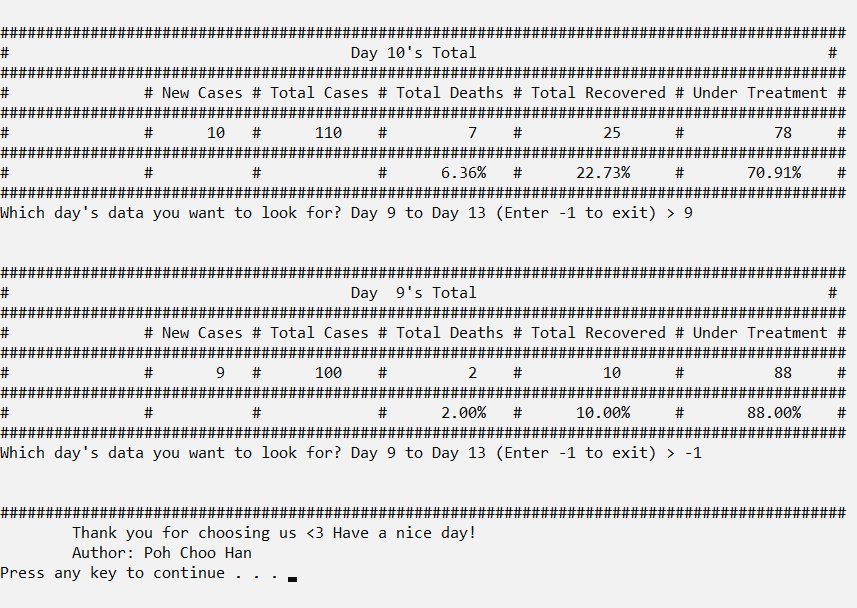 ##############################################################################################
#                                      Day 10's Total                                       #
##############################################################################################
#               # New Cases # Total Cases # Total Deaths # Total Recovered # Under Treatment #
##############################################################################################
#               #      10   #      110    #         7    #         25      #          78     #
##############################################################################################
#               #           #             #      6.36%   #      22.73%     #       70.91%    #
##############################################################################################
Which day's data you want to look for? Day 9 to Day 13 (Enter -1 to exit) > 9
##############################################################################################
#                                      Day  9's Total                                       #
##############################################################################################
#               # New Cases # Total Cases # Total Deaths # Total Recovered # Under Treatment #
##############################################################################################
#               #       9   #      100    #         2    #         10      #          88     #
##############################################################################################
#               #           #             #      2.00%   #      10.00%     #       88.00%    #
##############################################################################################
Which day's data you want to look for? Day 9 to Day 13 (Enter -1 to exit) > -1
##############################################################################################
        Thank you for choosing us <3 Have a nice day!
        Author: Poh Choo Han
Press any key to continue . . .